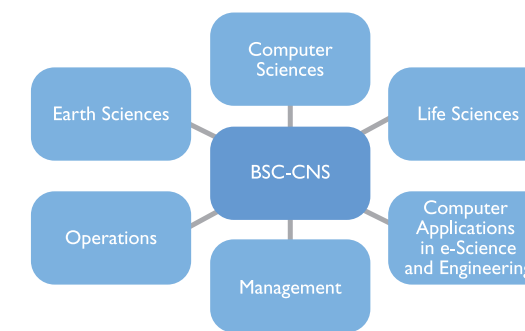 Computer
Sciences
Earth Sciences
Life Sciences
BSC-CNS
Operations
Computer
Applications
in e-Science
and Engineering
Management